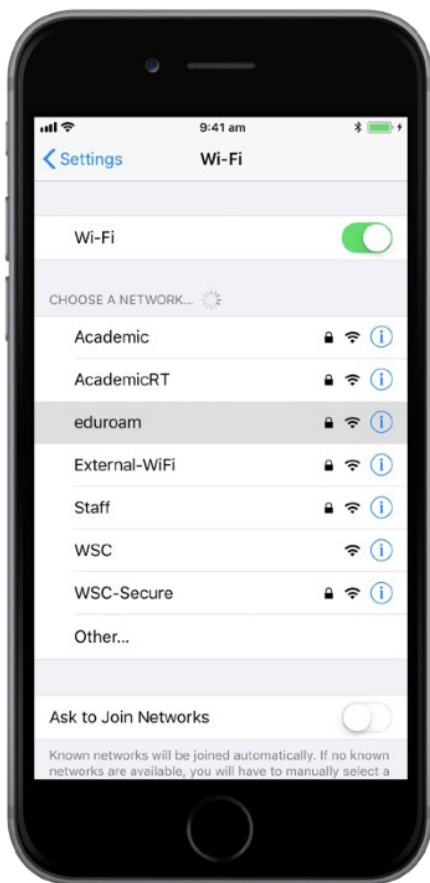 9:41 am
Settings
Wi-Fi
Wi-Fi
CHOOSE A NETWORK...
Academic
AcademicRT
eduroam
External-WiFi
Staff
WSC
WSC-Secure
Other...
Ask to Join Networks
Known networks will be joined automatically. If no known
networks are available, you will have to manually select a